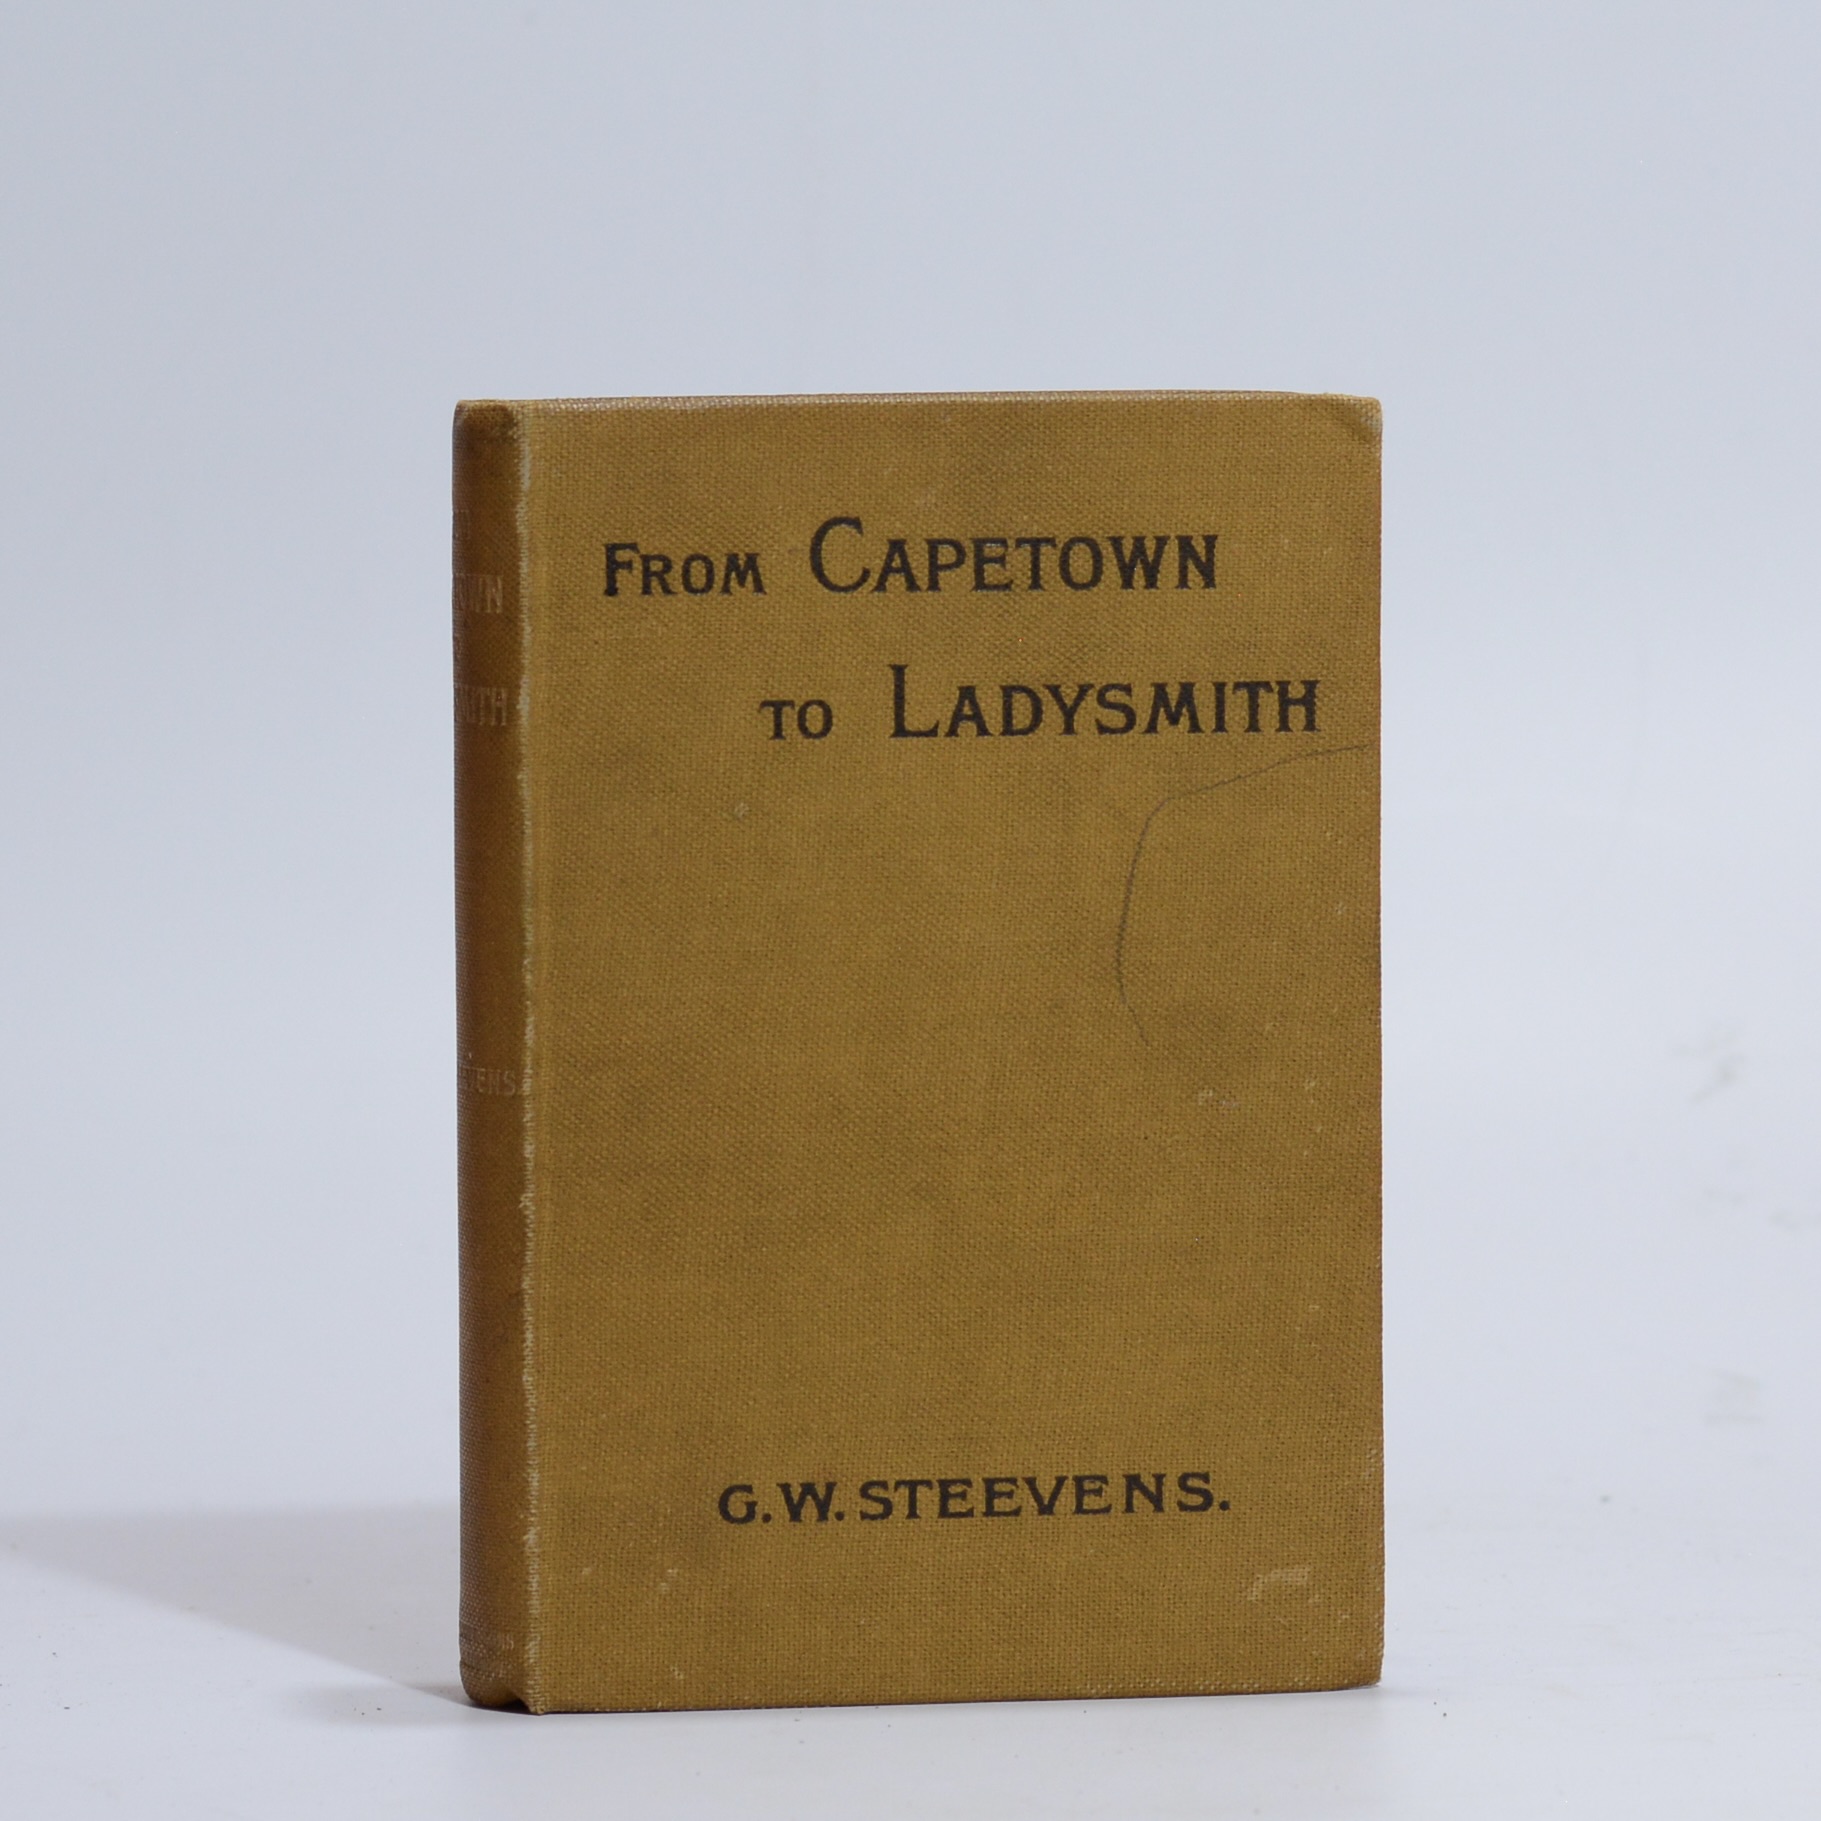 FROM CAPETOWN
TO LADYSMITH
G.W. STEEVENS.